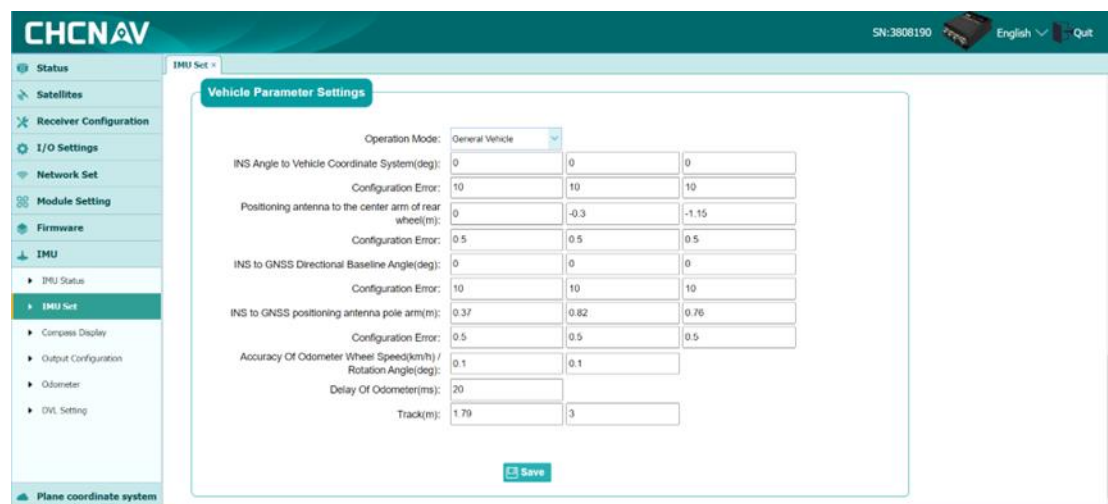 CHCNAV
SN:3808190 English Quit
Status
Satellites
Receiver Configuration
I/O Settings
Network Set
Module Setting
Firmware
IMU
IMU Status
IMU Set
Compass Display
Output Configuration
Odometer
DVL Setting
Plane coordinate system
IMU Set ×
Vehicle Parameter Settings
Operation Mode: General Vehicle
INS Angle to Vehicle Coordinate System(deg): 0 0 0
Configuration Error: 10 10 10
Positioning antenna to the center arm of rear
wheel(m): 0 -0.3 -1.15
Configuration Error: 0.5 0.5 0.5
INS to GNSS Directional Baseline Angle(deg): 0 0 0
Configuration Error: 10 10 10
INS to GNSS positioning antenna pole arm(m): 0.37 0.82 0.76
Configuration Error: 0.5 0.5 0.5
Accuracy Of Odometer Wheel Speed(km/h) /
Rotation Angle(deg): 0.1 0.1
Delay Of Odometer(ms): 20
Track(m): 1.79 3
Save